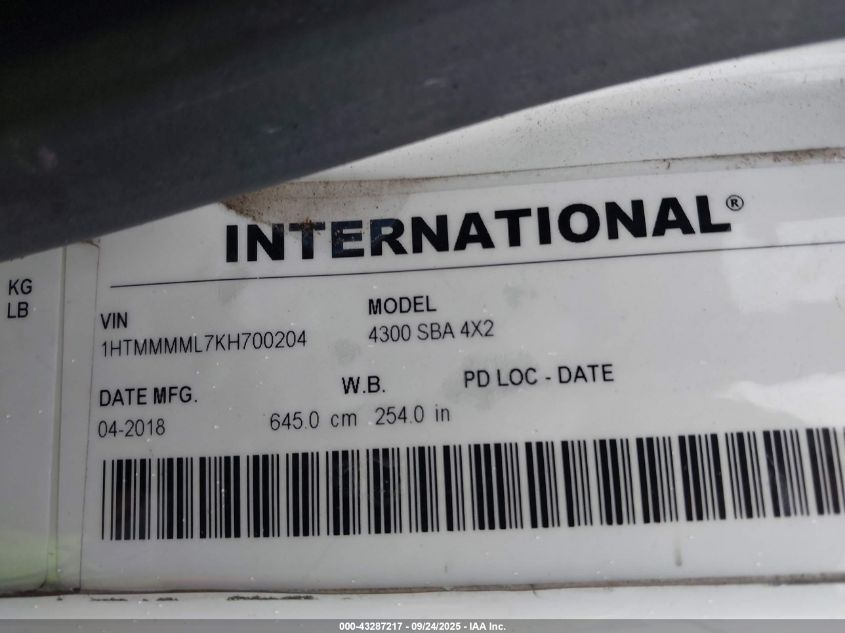 INTERNATIONAL®
KG
LB
VIN
1HTMMMML7KH700204
MODEL
4300 SBA 4X2
DATE MFG.
04-2018
W.B.
645.0 cm 254.0 in
PD LOC - DATE
000-43287217 - 09/24/2025 - IAA Inc.